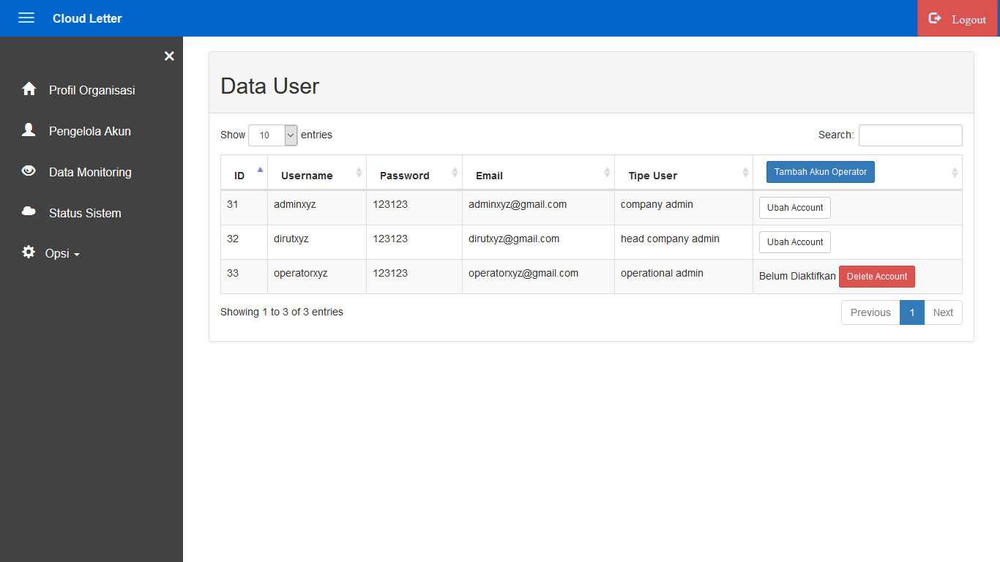 Cloud Letter
Logout
×
Profil Organisasi
Pengelola Akun
Data Monitoring
Status Sistem
Opsi
Data User
Show 10 entries
Search:
ID Username Password Email Tipe User Tambah Akun Operator
31 adminxyz 123123 adminxyz@gmail.com company admin Ubah Account
32 dirutxyz 123123 dirutxyz@gmail.com head company admin Ubah Account
33 operatorxyz 123123 operatorxyz@gmail.com operational admin Belum Diaktifkan Delete Account
Showing 1 to 3 of 3 entries
Previous 1 Next